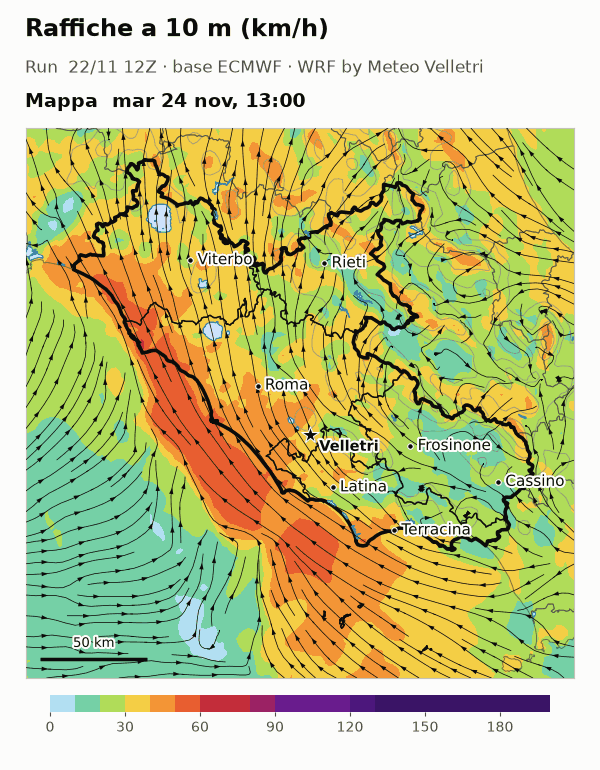 Raffiche a 10 m (km/h)
Run  22/11 12Z · base ECMWF · WRF by Meteo Velletri
Mappa  mar 24 nov, 13:00
Viterbo
Rieti
Roma
Velletri
Frosinone
Cassino
Latina
Terracina
50 km
0 30 60 90 120 150 180